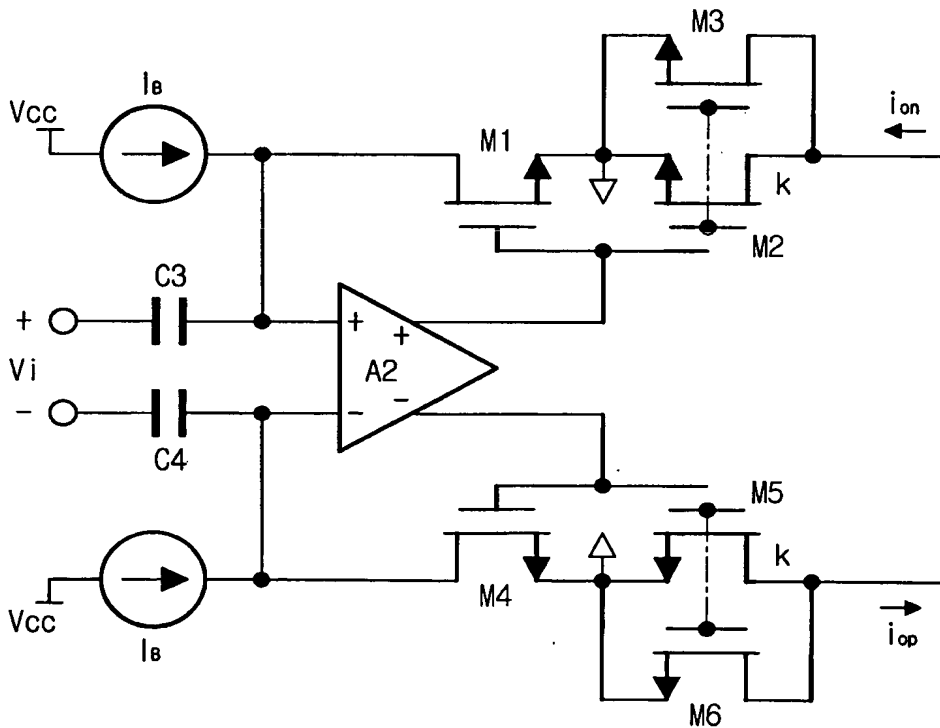 M3
IB
Vcc
M1
ion
k
M2
C3
+
+
+
Vi
A2
-
-
-
C4
M5
k
M4
Vcc
IB
iop
M6